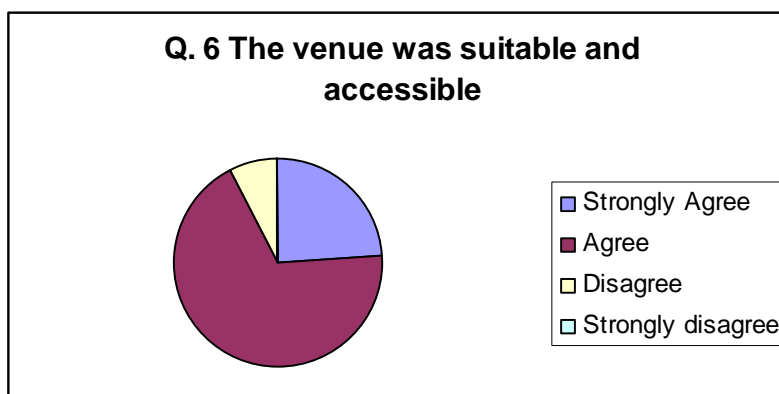 Q. 6 The venue was suitable and
accessible
Strongly Agree
Agree
Disagree
Strongly disagree